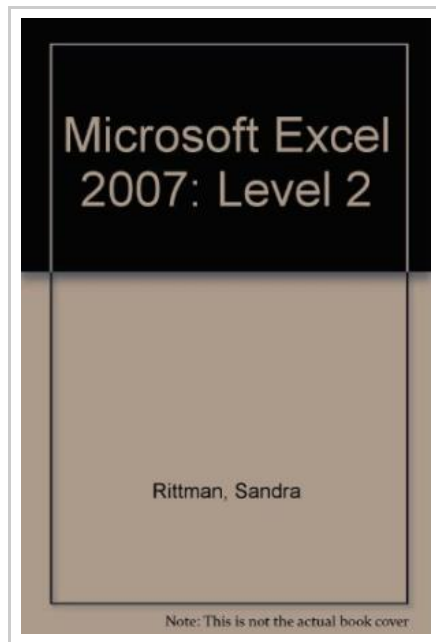 Microsoft Excel
2007: Level 2
Rittman, Sandra
Note: This is not the actual book cover